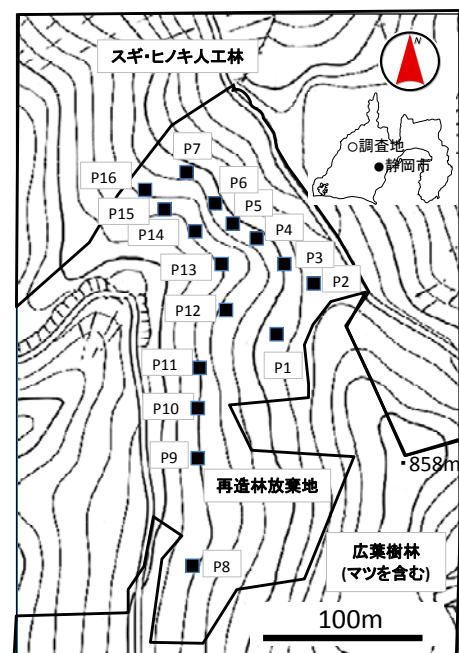 スギ・ヒノキ人工林
N
○調査地
●静岡市
P7
P16
P6
P15
P5
P14
P4
P13
P3
P2
P12
P1
P11
P10
P9
・858m
再造林放棄地
広葉樹林
(マツを含む)
P8
100m